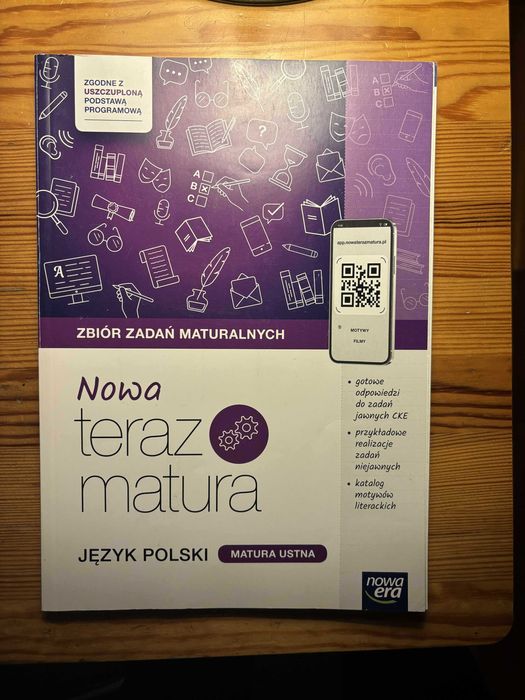 ZGODNE Z
USZCZUPLONĄ
PODSTAWĄ
PROGRAMOWĄ
A
B
C
A
B
C
A
app.nowaterazmatura.pl
MOTYWY
FILMY
ZBIÓR ZADAŃ MATURALNYCH
Nowa
teraz
matura
JĘZYK POLSKI
MATURA USTNA
• gotowe
odpowiedzi
do zadań
jawnych CKE
• przykładowe
realizacje
zadań
niejawnych
• katalog
motywów
literackich
nowa
era